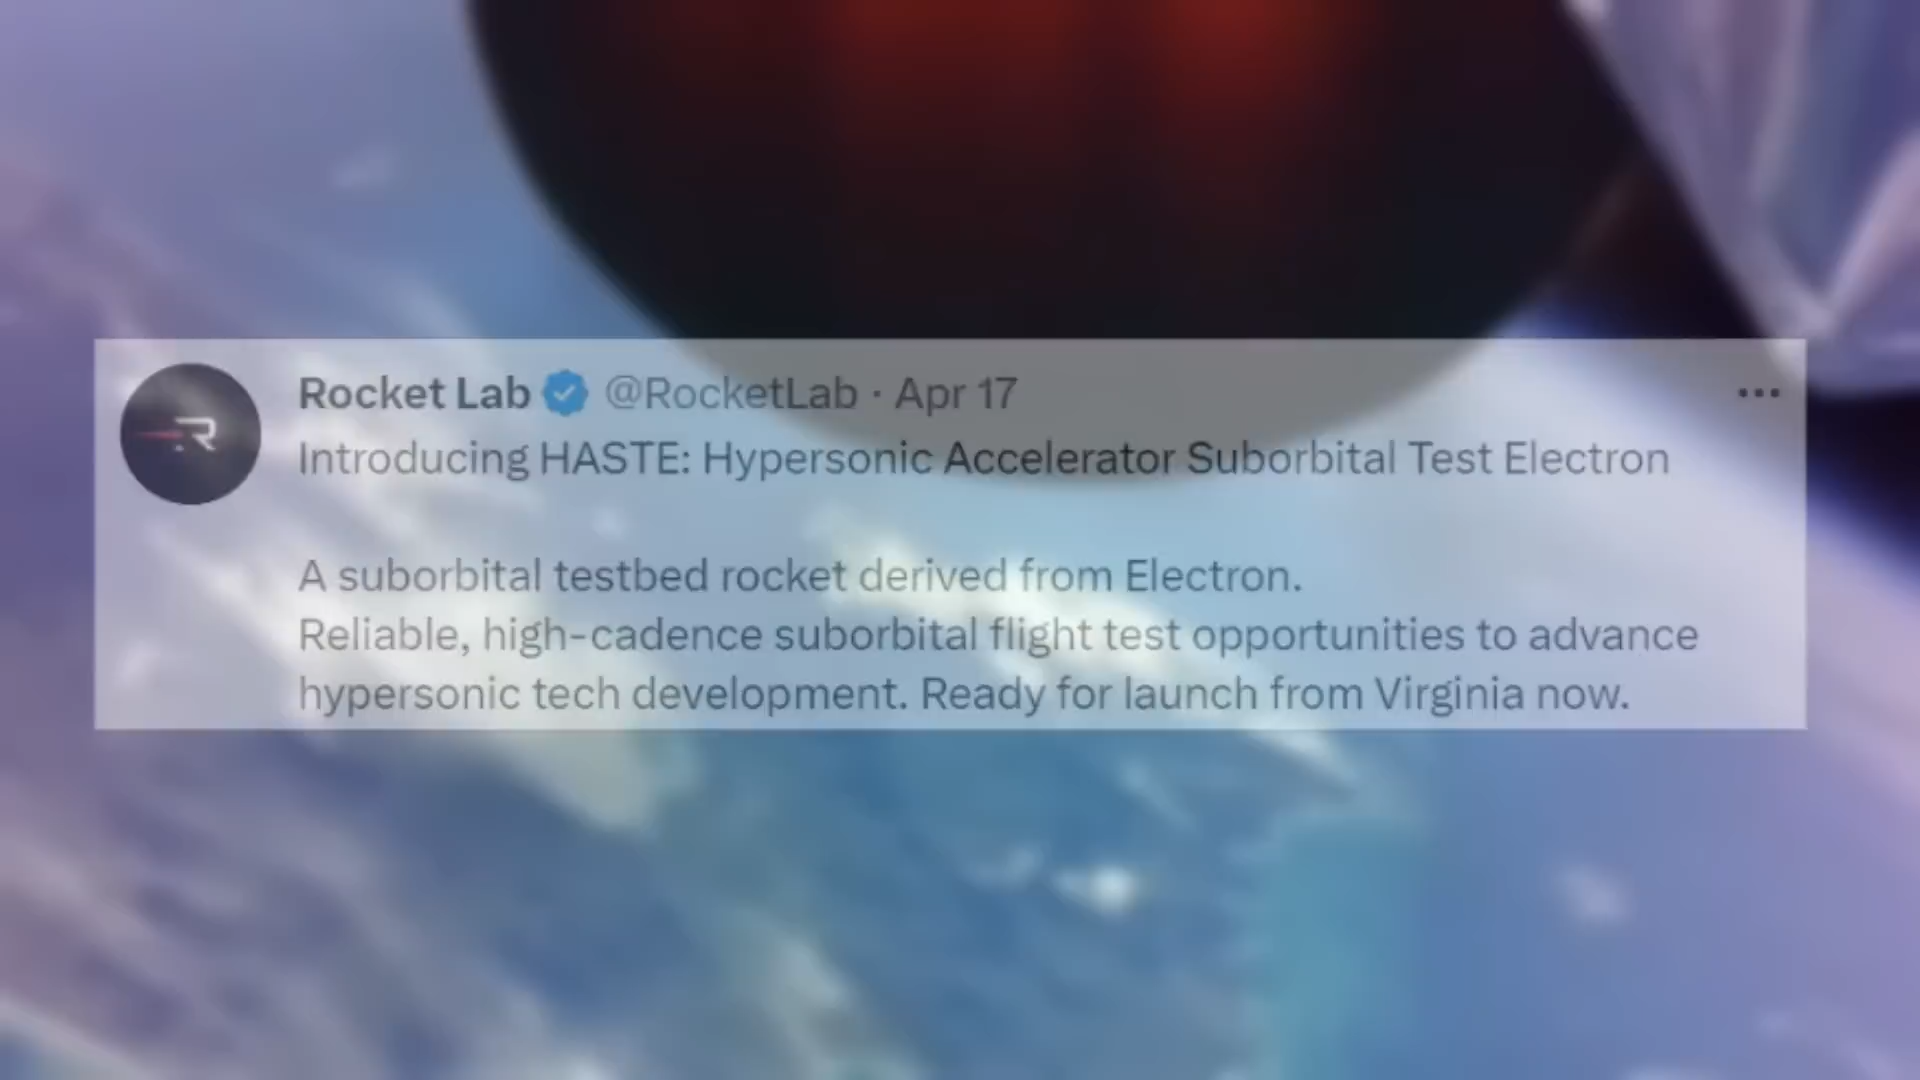 Rocket Lab @RocketLab · Apr 17
Introducing HASTE: Hypersonic Accelerator Suborbital Test Electron
A suborbital testbed rocket derived from Electron.
Reliable, high-cadence suborbital flight test opportunities to advance
hypersonic tech development. Ready for launch from Virginia now.